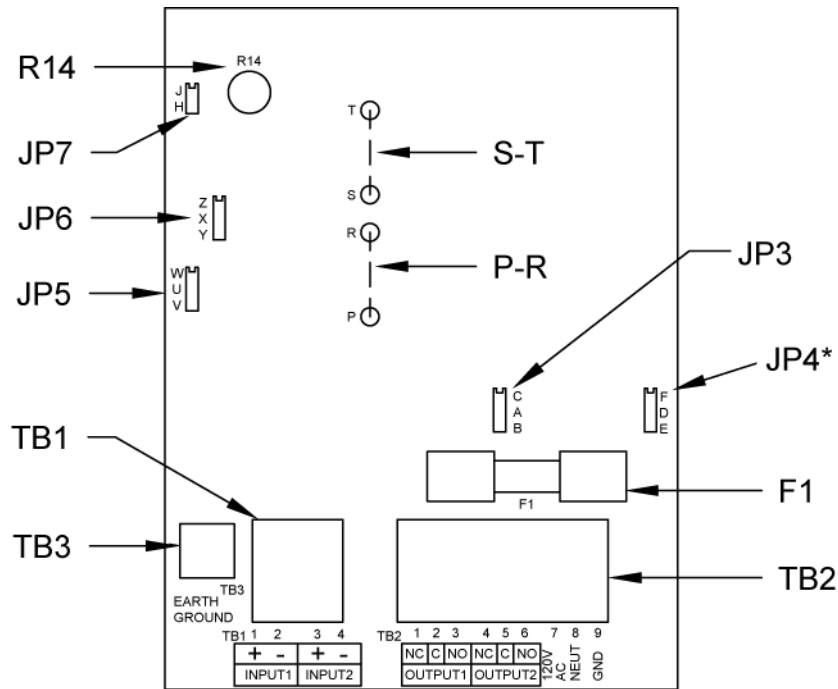 R14
R14
J
H
JP7
T
S-T
S
JP6
Z
X
Y
R
P-R
P
JP5
W
U
V
JP3
JP4*
C
A
B
F
D
E
F1
F1
TB1
TB3
TB3
EARTH
GROUND
TB2
TB1 1 2 3 4
+ - + -
INPUT1 INPUT2
TB2 1 2 3 4 5 6 7 8 9
NC C NO NC C NO
OUTPUT1 OUTPUT2
120V
AC
NEUT
GND